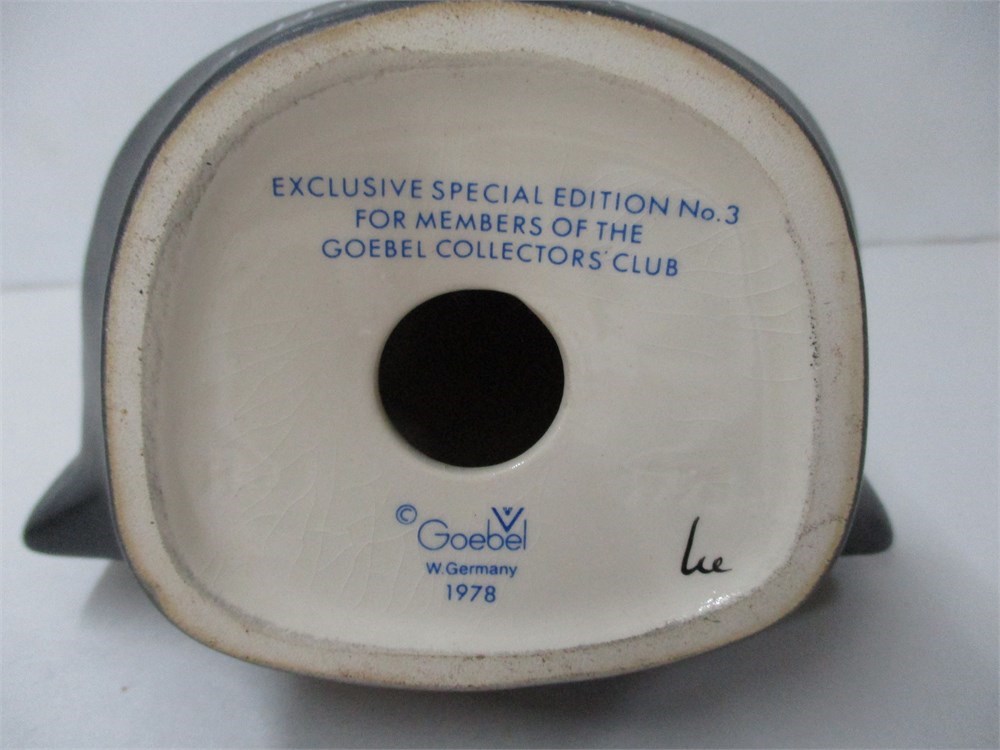 EXCLUSIVE SPECIAL EDITION No.3
FOR MEMBERS OF THE
GOEBEL COLLECTORS' CLUB
© Goebel
W.Germany
1978